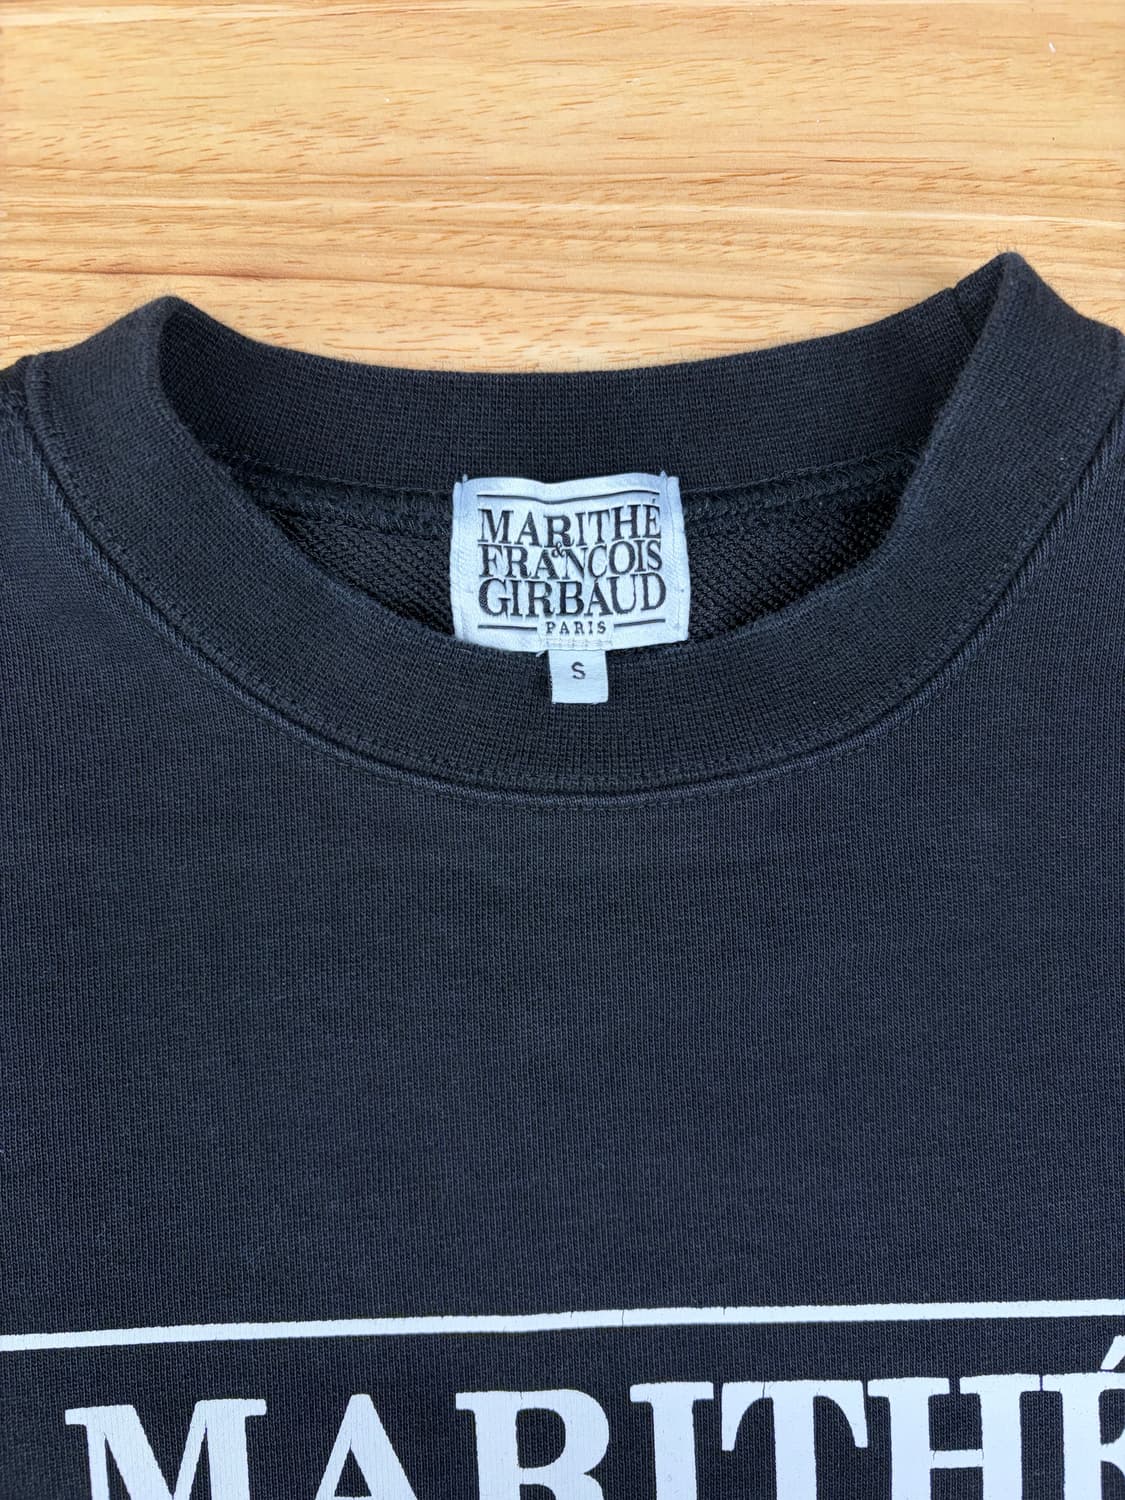 MARITHÉ
&
FRANÇOIS
GIRBAUD
PARIS
S
MARITHÉ